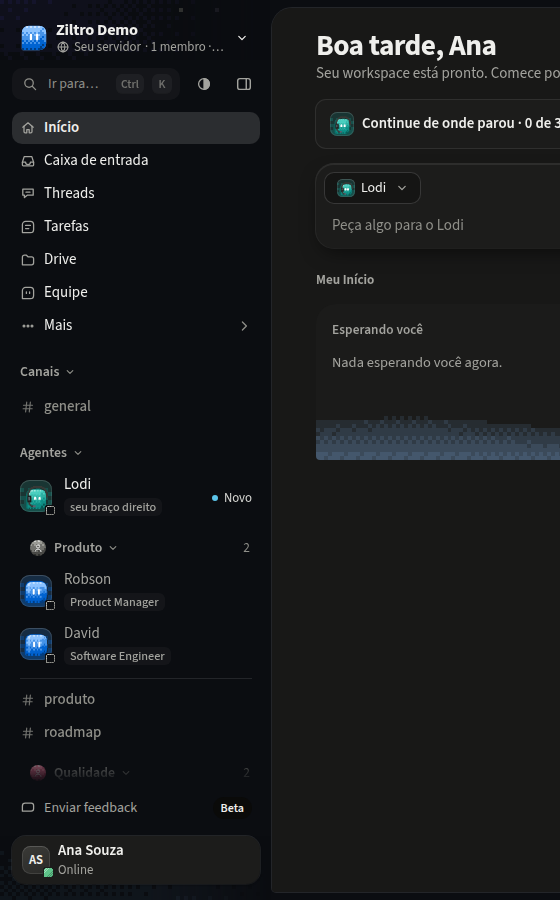 Ziltro Demo
Seu servidor · 1 membro ·…
Ir para… Ctrl K
Início
Caixa de entrada
Threads
Tarefas
Drive
Equipe
Mais
Canais
# general
Agentes
Lodi
seu braço direito
Novo
Produto 2
Robson
Product Manager
David
Software Engineer
# produto
# roadmap
Qualidade 2
Enviar feedback Beta
AS
Ana Souza
Online
Boa tarde, Ana
Seu workspace está pronto. Comece po
Continue de onde parou · 0 de 3
Lodi
Peça algo para o Lodi
Meu Início
Esperando você
Nada esperando você agora.